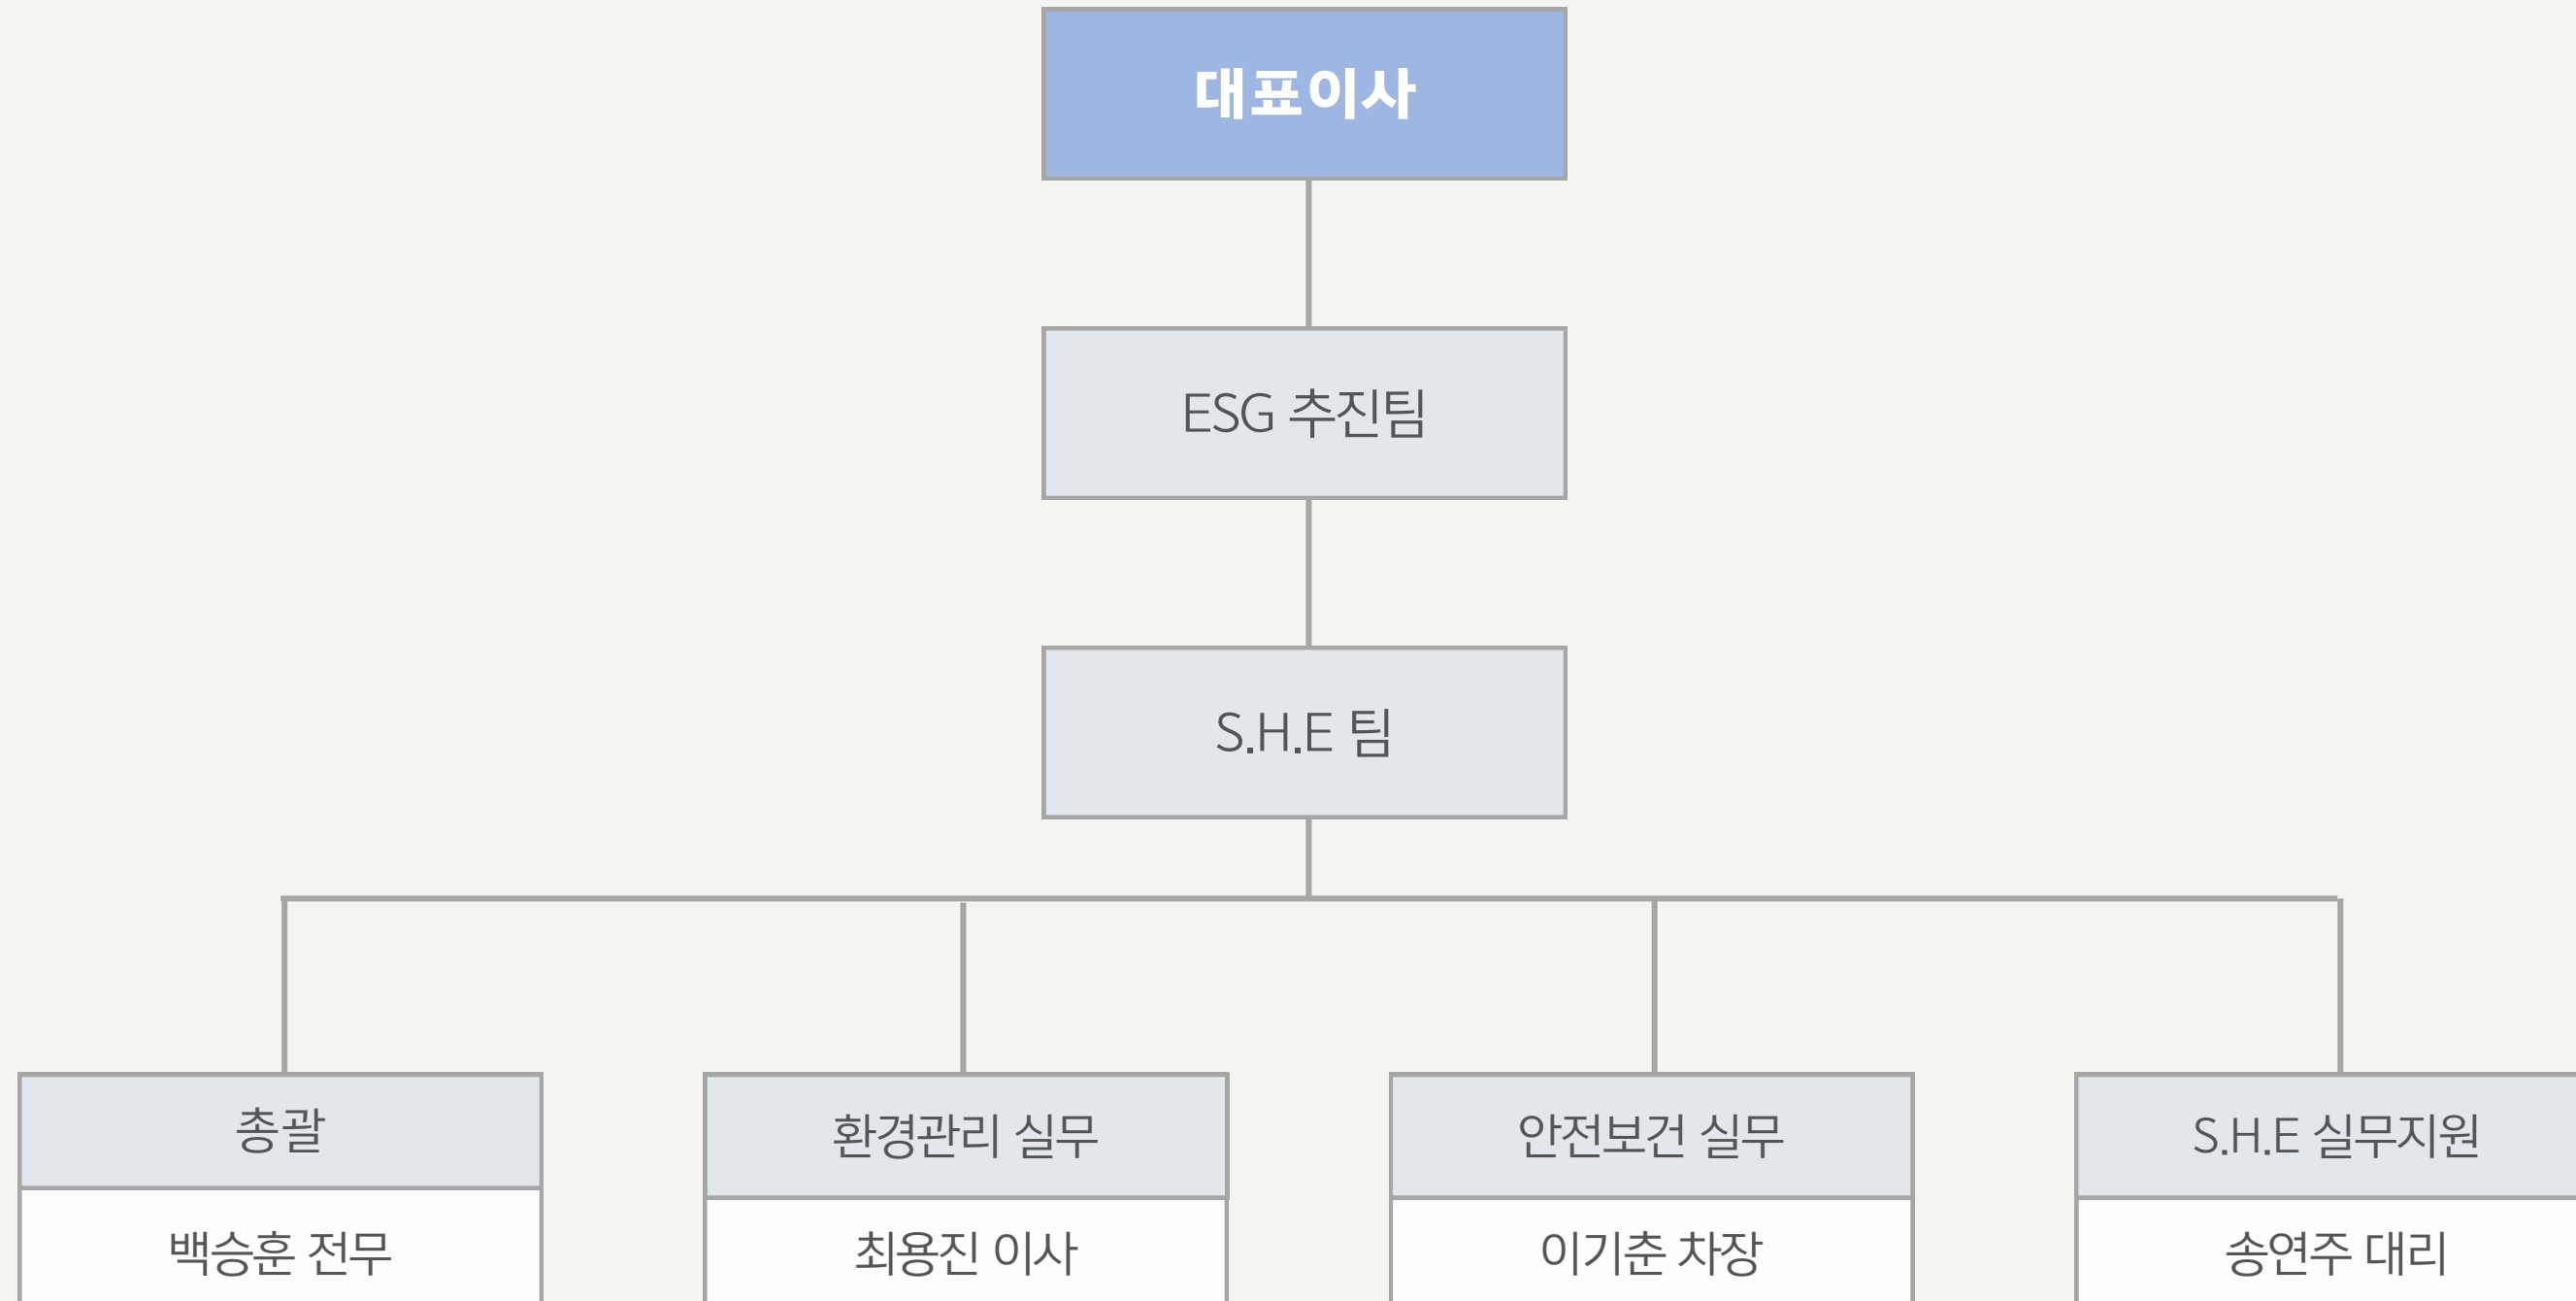 대표이사
ESG 추진팀
S.H.E 팀
총괄
환경관리 실무
안전보건 실무
S.H.E 실무지원
백승훈 전무
최용진 이사
이기춘 차장
송연주 대리